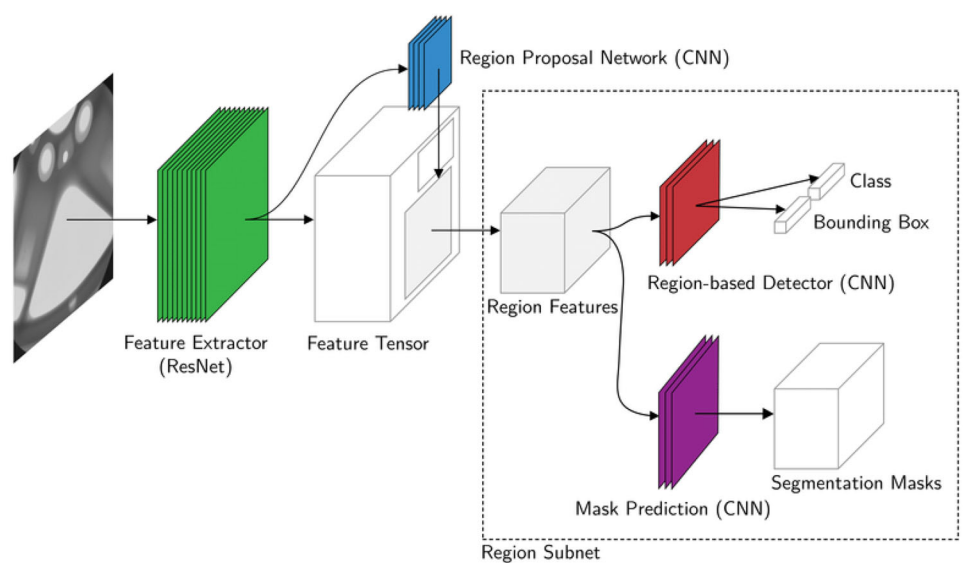 Region Proposal Network (CNN)
Class
Bounding Box
Region-based Detector (CNN)
Region Features
Feature Extractor
(ResNet)
Feature Tensor
Segmentation Masks
Mask Prediction (CNN)
Region Subnet